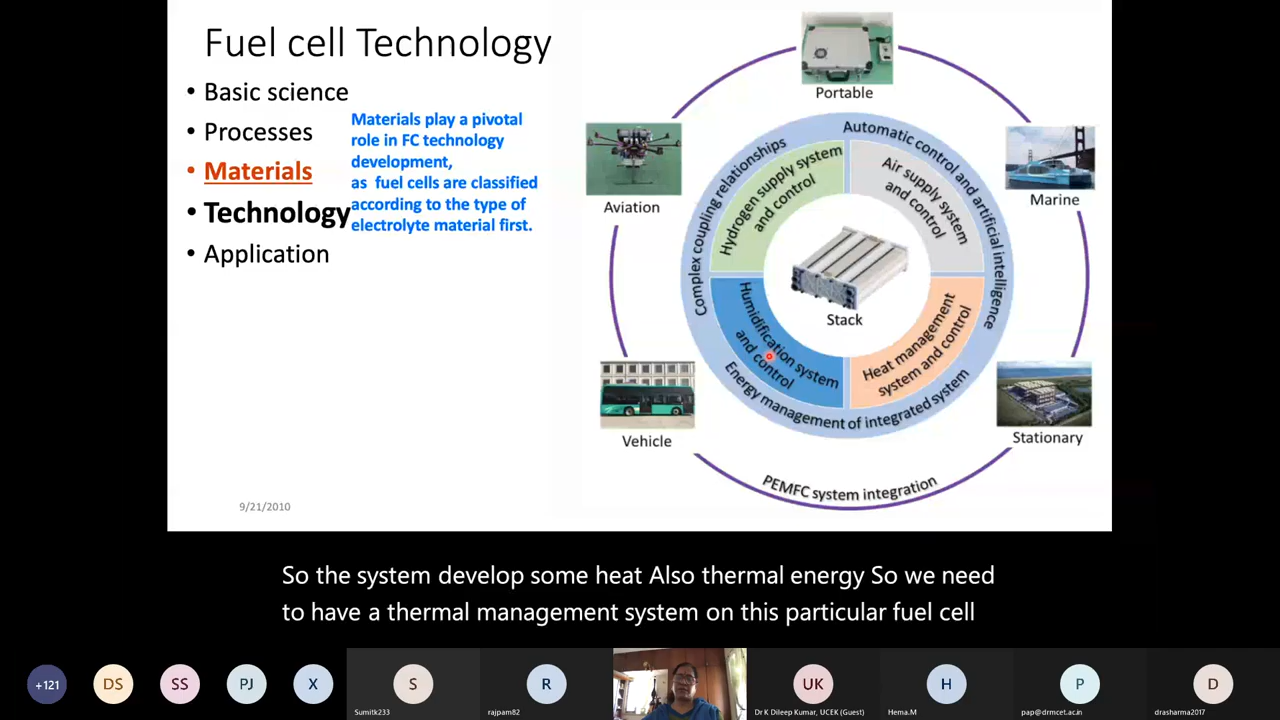 Fuel cell Technology
• Basic science
• Processes
• Materials
• Technology
• Application
Materials play a pivotal
role in FC technology
development,
as fuel cells are classified
according to the type of
electrolyte material first.
9/21/2010
Portable
Aviation
Marine
Vehicle
Stationary
PEMFC system integration
Complex coupling relationships
Automatic control and artificial intelligence
Energy management of integrated system
Hydrogen supply system
and control
Air supply system
and control
Humidification system
and control
Heat management
system and control
Stack
So the system develop some heat Also thermal energy So we need
to have a thermal management system on this particular fuel cell
+121
DS
SS
PJ
X
S
Sumitk233
R
rajpam82
UK
Dr K Dileep Kumar, UCEK (Guest)
H
Hema.M
P
pap@drmcet.ac.in
D
drasharma2017